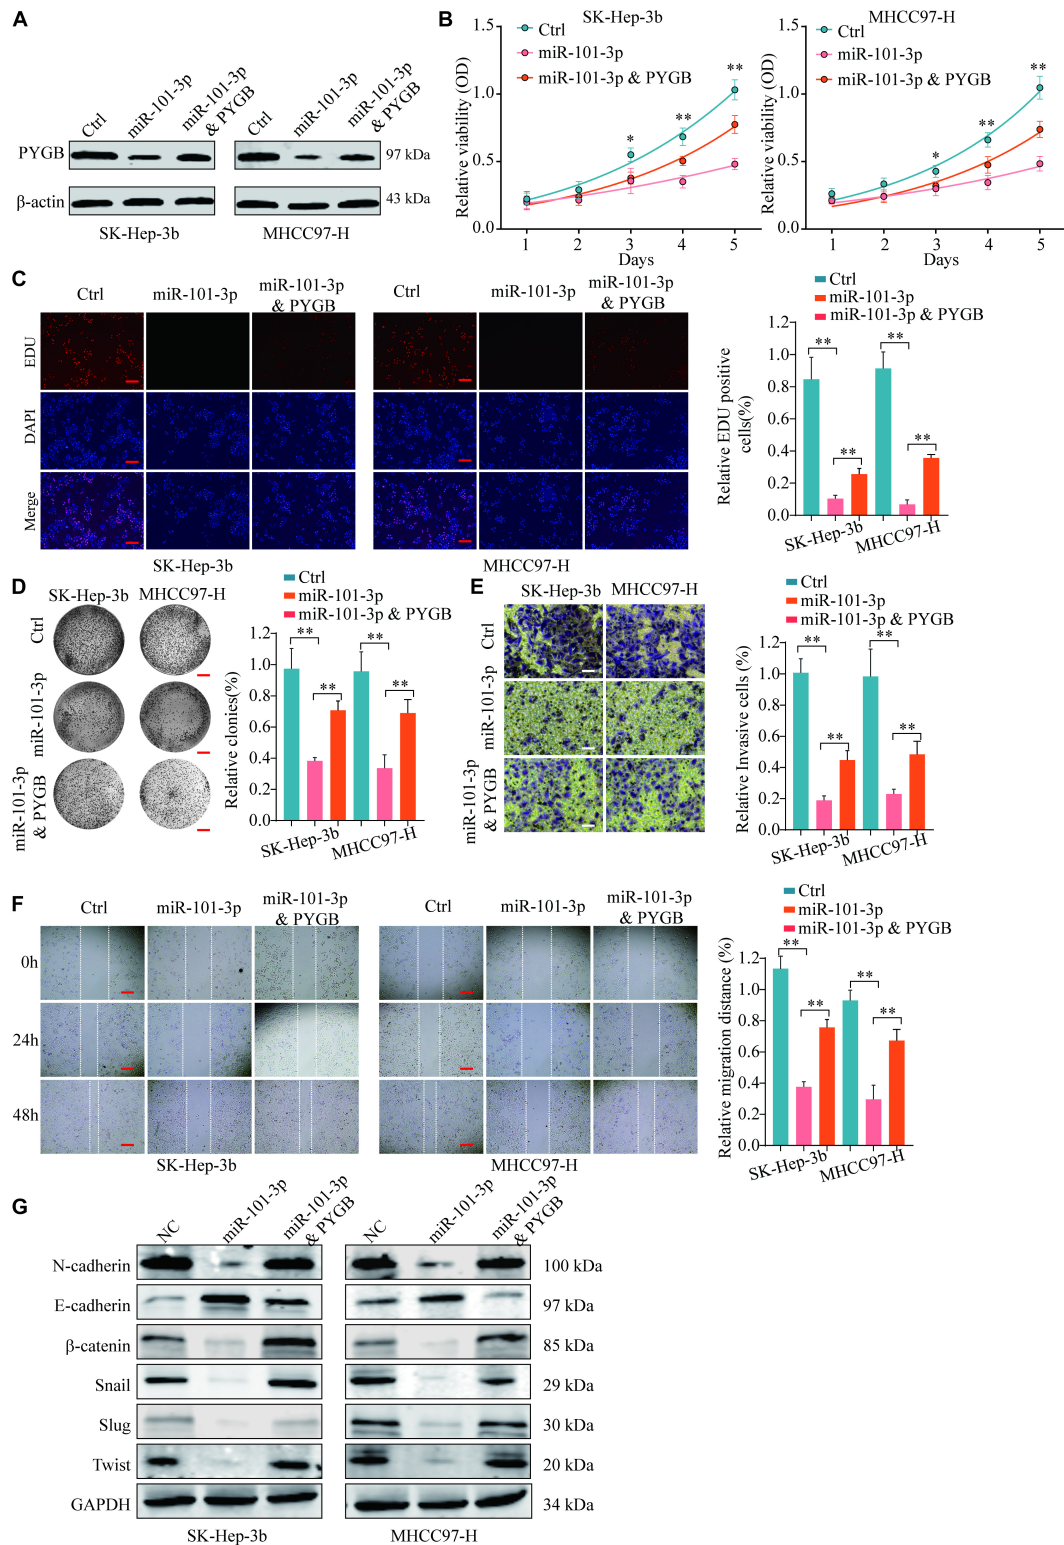 A
Ctrl
miR-101-3p
miR-101-3p
& PYGB
Ctrl
miR-101-3p
miR-101-3p
& PYGB
PYGB
97 kDa
β-actin
43 kDa
SK-Hep-3b
MHCC97-H
B
SK-Hep-3b
Ctrl
miR-101-3p
miR-101-3p & PYGB
Relative viability (OD)
1.5
1.0
0.5
0.0
*
**
**
1 2 3 4 5
Days
MHCC97-H
Ctrl
miR-101-3p
miR-101-3p & PYGB
Relative viability (OD)
1.5
1.0
0.5
0.0
*
**
**
1 2 3 4 5
Days
C
Ctrl
miR-101-3p
miR-101-3p
& PYGB
Ctrl
miR-101-3p
miR-101-3p
& PYGB
EDU
DAPI
Merge
SK-Hep-3b
MHCC97-H
Ctrl
miR-101-3p
miR-101-3p & PYGB
Relative EDU positive
cells(%)
1.2
1.0
0.8
0.6
0.4
0.2
0.0
**
**
**
**
SK-Hep-3b
MHCC97-H
D
SK-Hep-3b
MHCC97-H
Ctrl
miR-101-3p
miR-101-3p
& PYGB
Ctrl
miR-101-3p
miR-101-3p & PYGB
Relative clonies(%)
1.2
1.0
0.8
0.6
0.4
0.2
0.0
**
**
**
**
SK-Hep-3b
MHCC97-H
E
SK-Hep-3b
MHCC97-H
Ctrl
miR-101-3p
miR-101-3p
& PYGB
Ctrl
miR-101-3p
miR-101-3p & PYGB
Relative Invasive cells (%)
1.2
1.0
0.8
0.6
0.4
0.2
0.0
**
**
**
**
SK-Hep-3b
MHCC97-H
F
Ctrl
miR-101-3p
miR-101-3p
& PYGB
Ctrl
miR-101-3p
miR-101-3p
& PYGB
0h
24h
48h
SK-Hep-3b
MHCC97-H
Ctrl
miR-101-3p
miR-101-3p & PYGB
Relative migration distance (%)
1.2
1.0
0.8
0.6
0.4
0.2
0.0
**
**
**
**
SK-Hep-3b
MHCC97-H
G
NC
miR-101-3p
miR-101-3p
& PYGB
NC
miR-101-3p
miR-101-3p
& PYGB
N-cadherin
100 kDa
E-cadherin
97 kDa
β-catenin
85 kDa
Snail
29 kDa
Slug
30 kDa
Twist
20 kDa
GAPDH
34 kDa
SK-Hep-3b
MHCC97-H